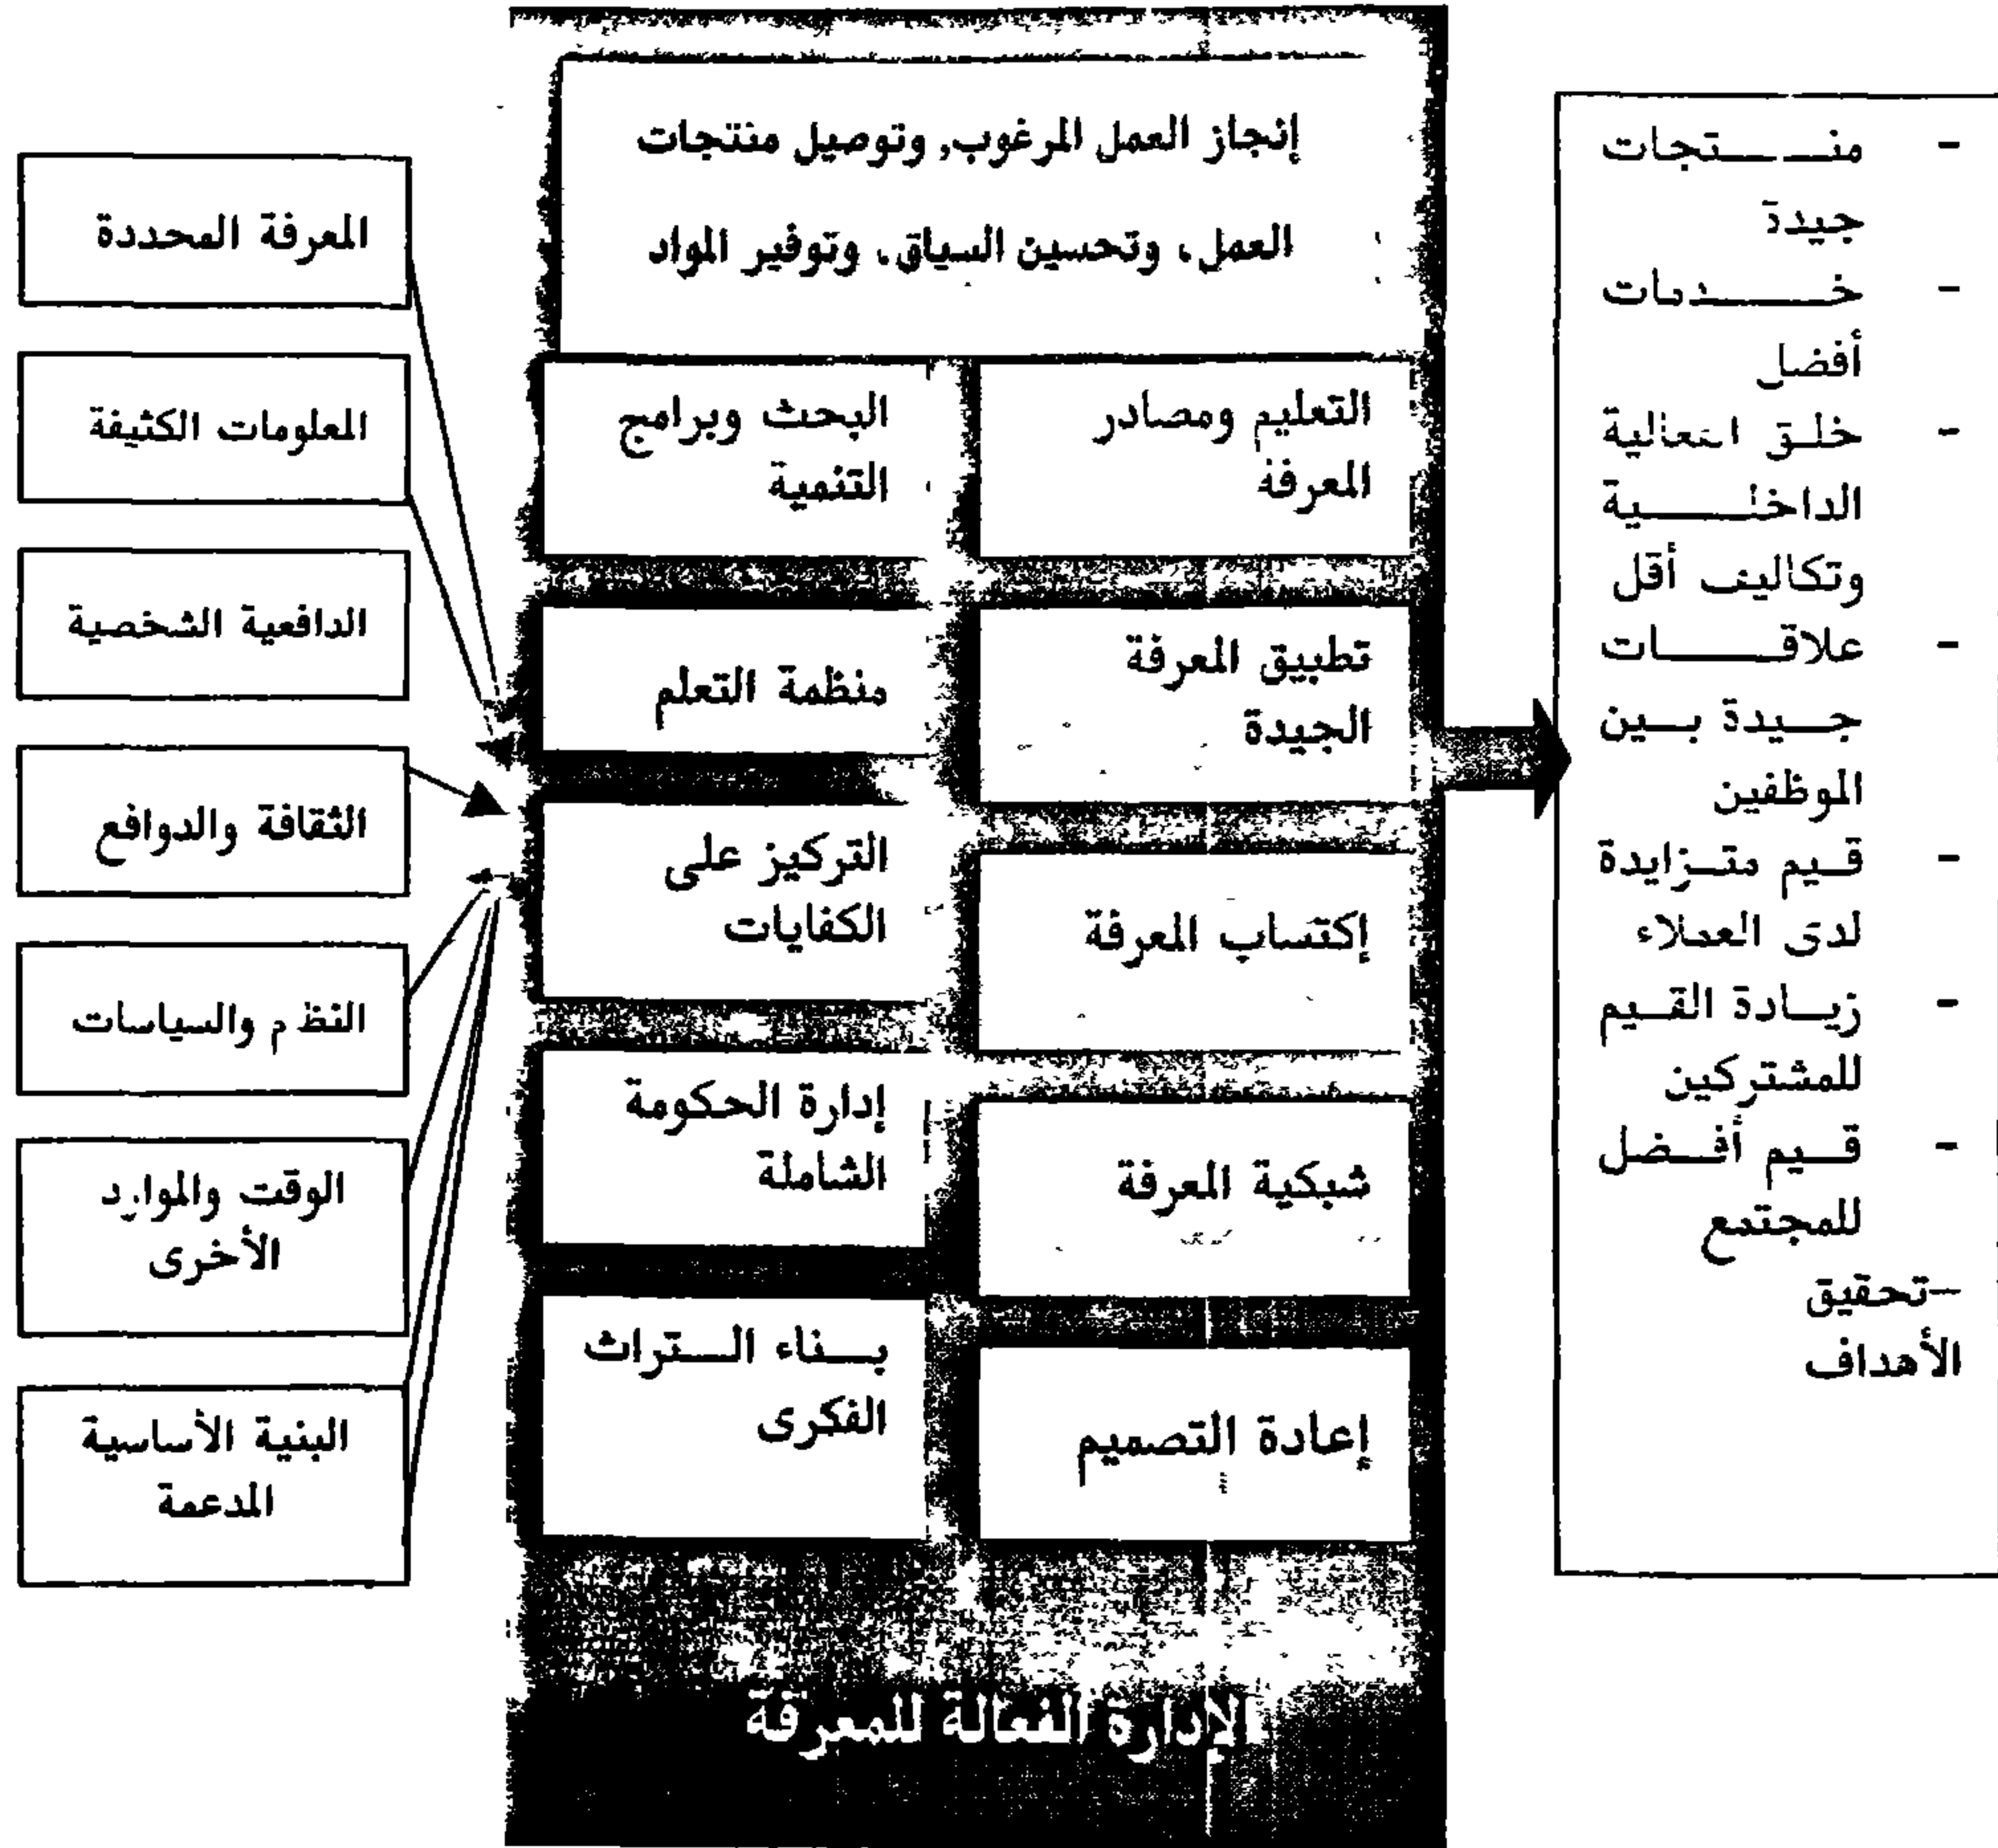 إنجاز العمل المرغوب، وتوصيل منتجات
العمل، وتحسين السياق، وتوفير المواد
التعليم ومصادر
المعرفة
تطبيق المعرفة
الجيدة
إكتساب المعرفة
شبكية المعرفة
إعادة التصميم
البحث وبرامج
التنمية
منظمة التعلم
التركيز على
الكفايات
إدارة الحكومة
الشاملة
بناء التراث
الفكرى
الإدارة الفعالة للمعرفة
المعرفة المحددة
المعلومات الكثيفة
الدافعية الشخصية
الثقافة والدوافع
النظم والسياسات
الوقت والموارد
الأخرى
البنية الأساسية
المدعمة
- منتجات
جيدة
- خدمات
أفضل
- خلق الفعالية
الداخلية
وتكاليف أقل
- علاقات
جيدة بين
الموظفين
- قيم متزايدة
لدى العملاء
- زيادة القيم
للمشتركين
- قيم أفضل
للمجتمع
-تحقيق
الأهداف